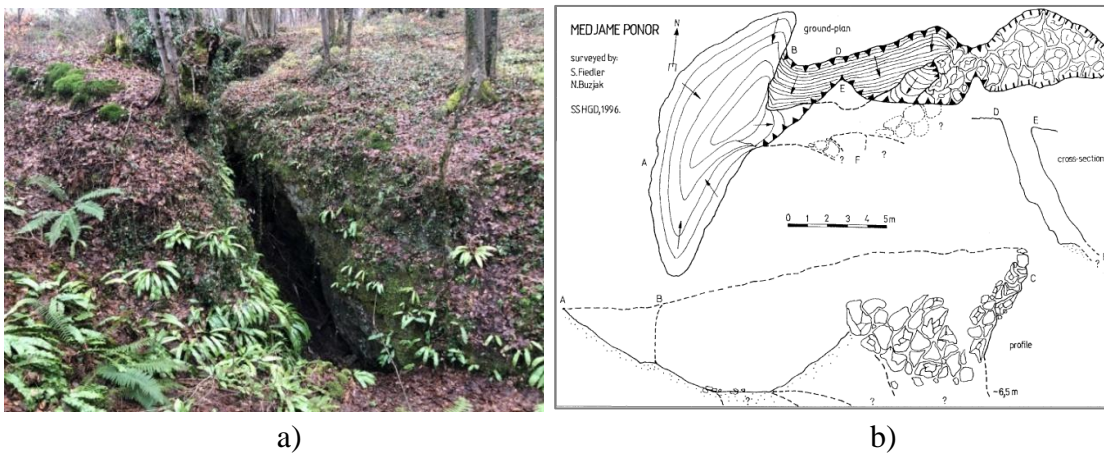 MEDJAME PONOR
surveyed by:
S.Fiedler
N.Buzjak
SSHGD,1996.
N
ground-plan
B
D
E
A
C
?
F
?
?
D
E
cross-section
0 1 2 3 4 5m
?
A
B
C
profile
-6,5m
?
?
?
a)
b)